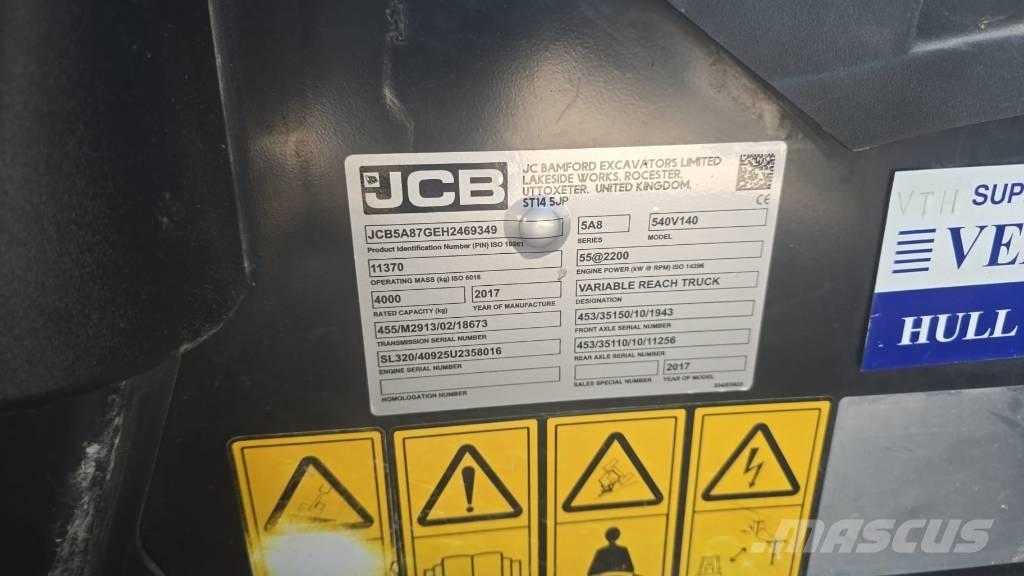 JCB
JC BAMFORD EXCAVATORS LIMITED
LAKESIDE WORKS, ROCESTER,
UTTOXETER. UNITED KINGDOM,
ST14 5JP
CE
JCB5A87GEH2469349
Product Identification Number (PIN) ISO 10261
5A8
SERIES
540V140
MODEL
11370
OPERATING MASS (kg) ISO 6016
55@2200
ENGINE POWER (kW @ RPM) ISO 14396
4000
RATED CAPACITY (kg)
2017
YEAR OF MANUFACTURE
VARIABLE REACH TRUCK
DESIGNATION
455/M2913/02/18673
TRANSMISSION SERIAL NUMBER
453/35150/10/1943
FRONT AXLE SERIAL NUMBER
SL320/40925U2358016
ENGINE SERIAL NUMBER
453/35110/10/11256
REAR AXLE SERIAL NUMBER
HOMOLOGATION NUMBER
SALES SPECIAL NUMBER
2017
YEAR OF MODEL
VTH
SUP
VE
HULL
MASCUS